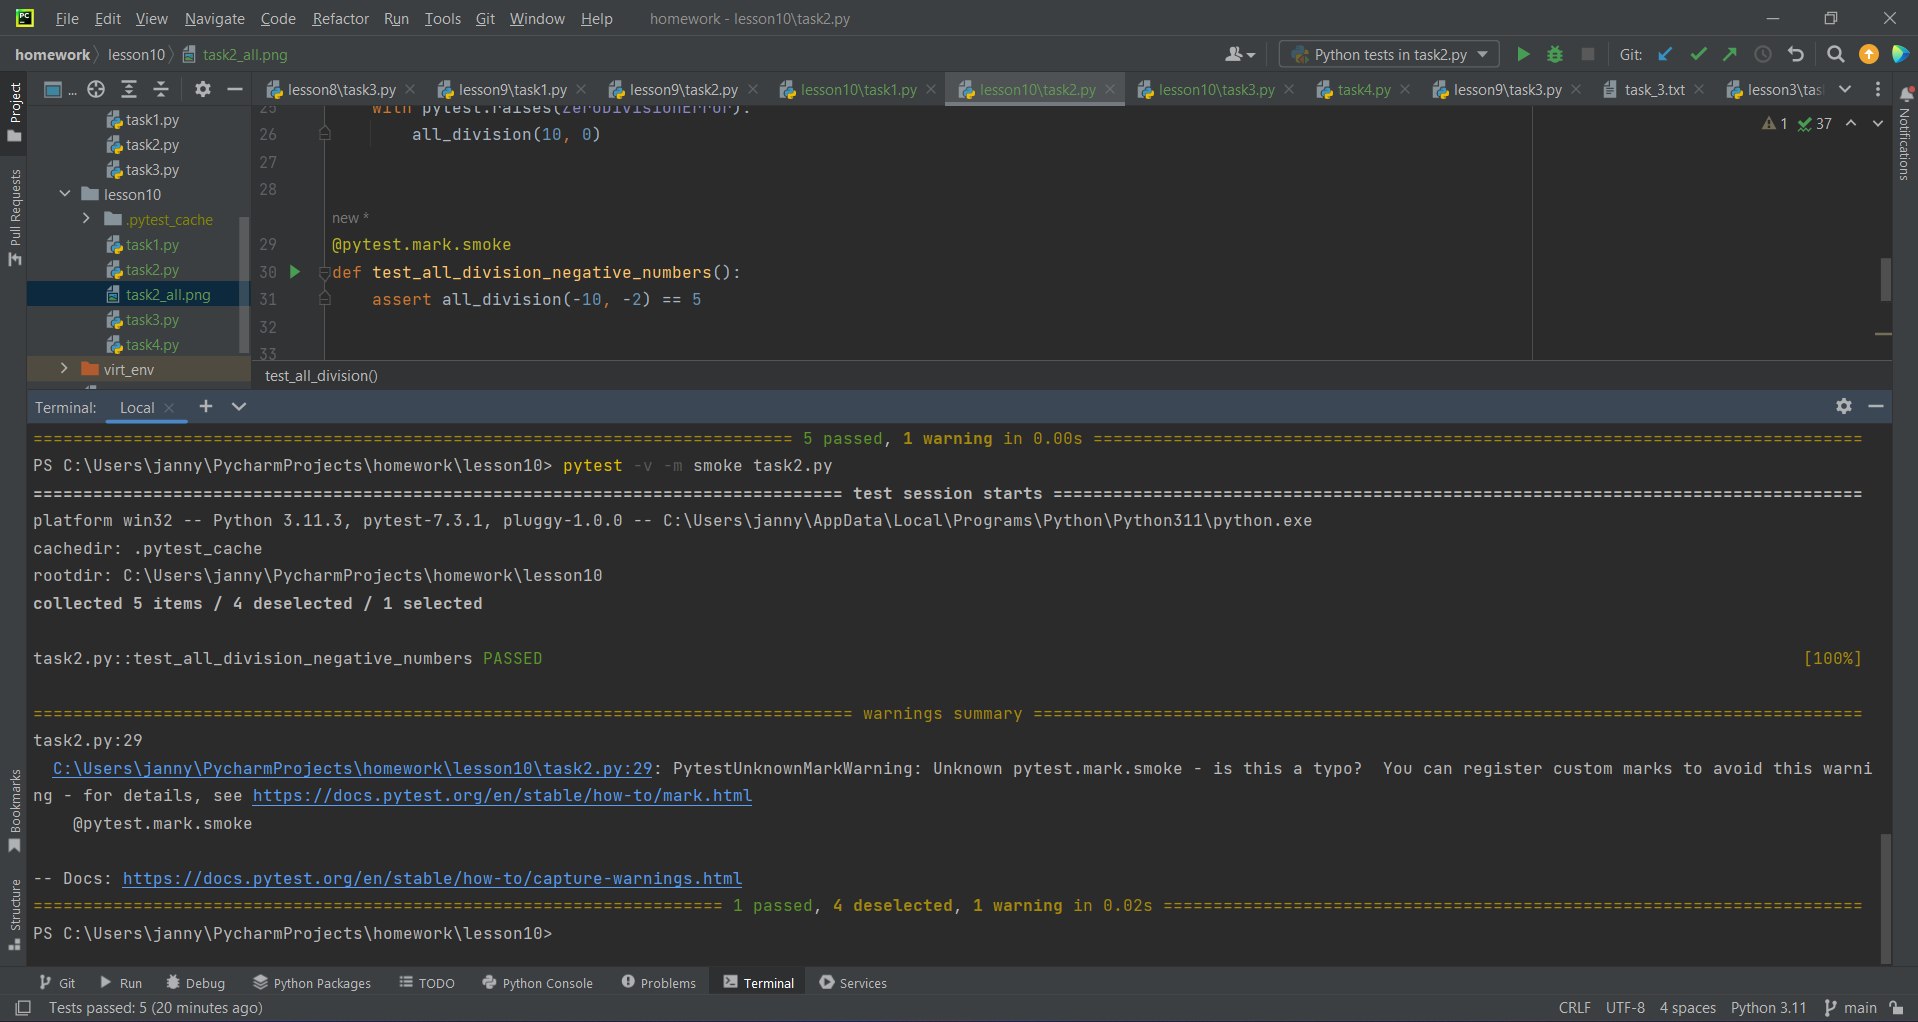 PC File Edit View Navigate Code Refactor Run Tools Git Window Help homework - lesson10\task2.py
homework lesson10 task2_all.png Python tests in task2.py Git:
... lesson8\task3.py lesson9\task1.py lesson9\task2.py lesson10\task1.py lesson10\task2.py lesson10\task3.py task4.py lesson9\task3.py task_3.txt lesson3\tas
Project
Pull Requests
Bookmarks
Structure
Notifications
task1.py
task2.py
task3.py
lesson10
.pytest_cache
task1.py
task2.py
task2_all.png
task3.py
task4.py
virt_env
1 37
25 with pytest.raises(ZeroDivisionError):
26 all_division(10, 0)
27
28
new *
29 @pytest.mark.smoke
30 def test_all_division_negative_numbers():
31 assert all_division(-10, -2) == 5
32
33
test_all_division()
Terminal: Local
============================================================================ 5 passed, 1 warning in 0.00s =============================================================================
PS C:\Users\janny\PycharmProjects\homework\lesson10> pytest -v -m smoke task2.py
================================================================================= test session starts =================================================================================
platform win32 -- Python 3.11.3, pytest-7.3.1, pluggy-1.0.0 -- C:\Users\janny\AppData\Local\Programs\Python\Python311\python.exe
cachedir: .pytest_cache
rootdir: C:\Users\janny\PycharmProjects\homework\lesson10
collected 5 items / 4 deselected / 1 selected
task2.py::test_all_division_negative_numbers PASSED [100%]
================================================================================== warnings summary ===================================================================================
task2.py:29
C:\Users\janny\PycharmProjects\homework\lesson10\task2.py:29: PytestUnknownMarkWarning: Unknown pytest.mark.smoke - is this a typo?  You can register custom marks to avoid this warni
ng - for details, see https://docs.pytest.org/en/stable/how-to/mark.html
@pytest.mark.smoke
-- Docs: https://docs.pytest.org/en/stable/how-to/capture-warnings.html
===================================================================== 1 passed, 4 deselected, 1 warning in 0.02s ======================================================================
PS C:\Users\janny\PycharmProjects\homework\lesson10>
Git Run Debug Python Packages TODO Python Console Problems Terminal Services
Tests passed: 5 (20 minutes ago) CRLF UTF-8 4 spaces Python 3.11 main